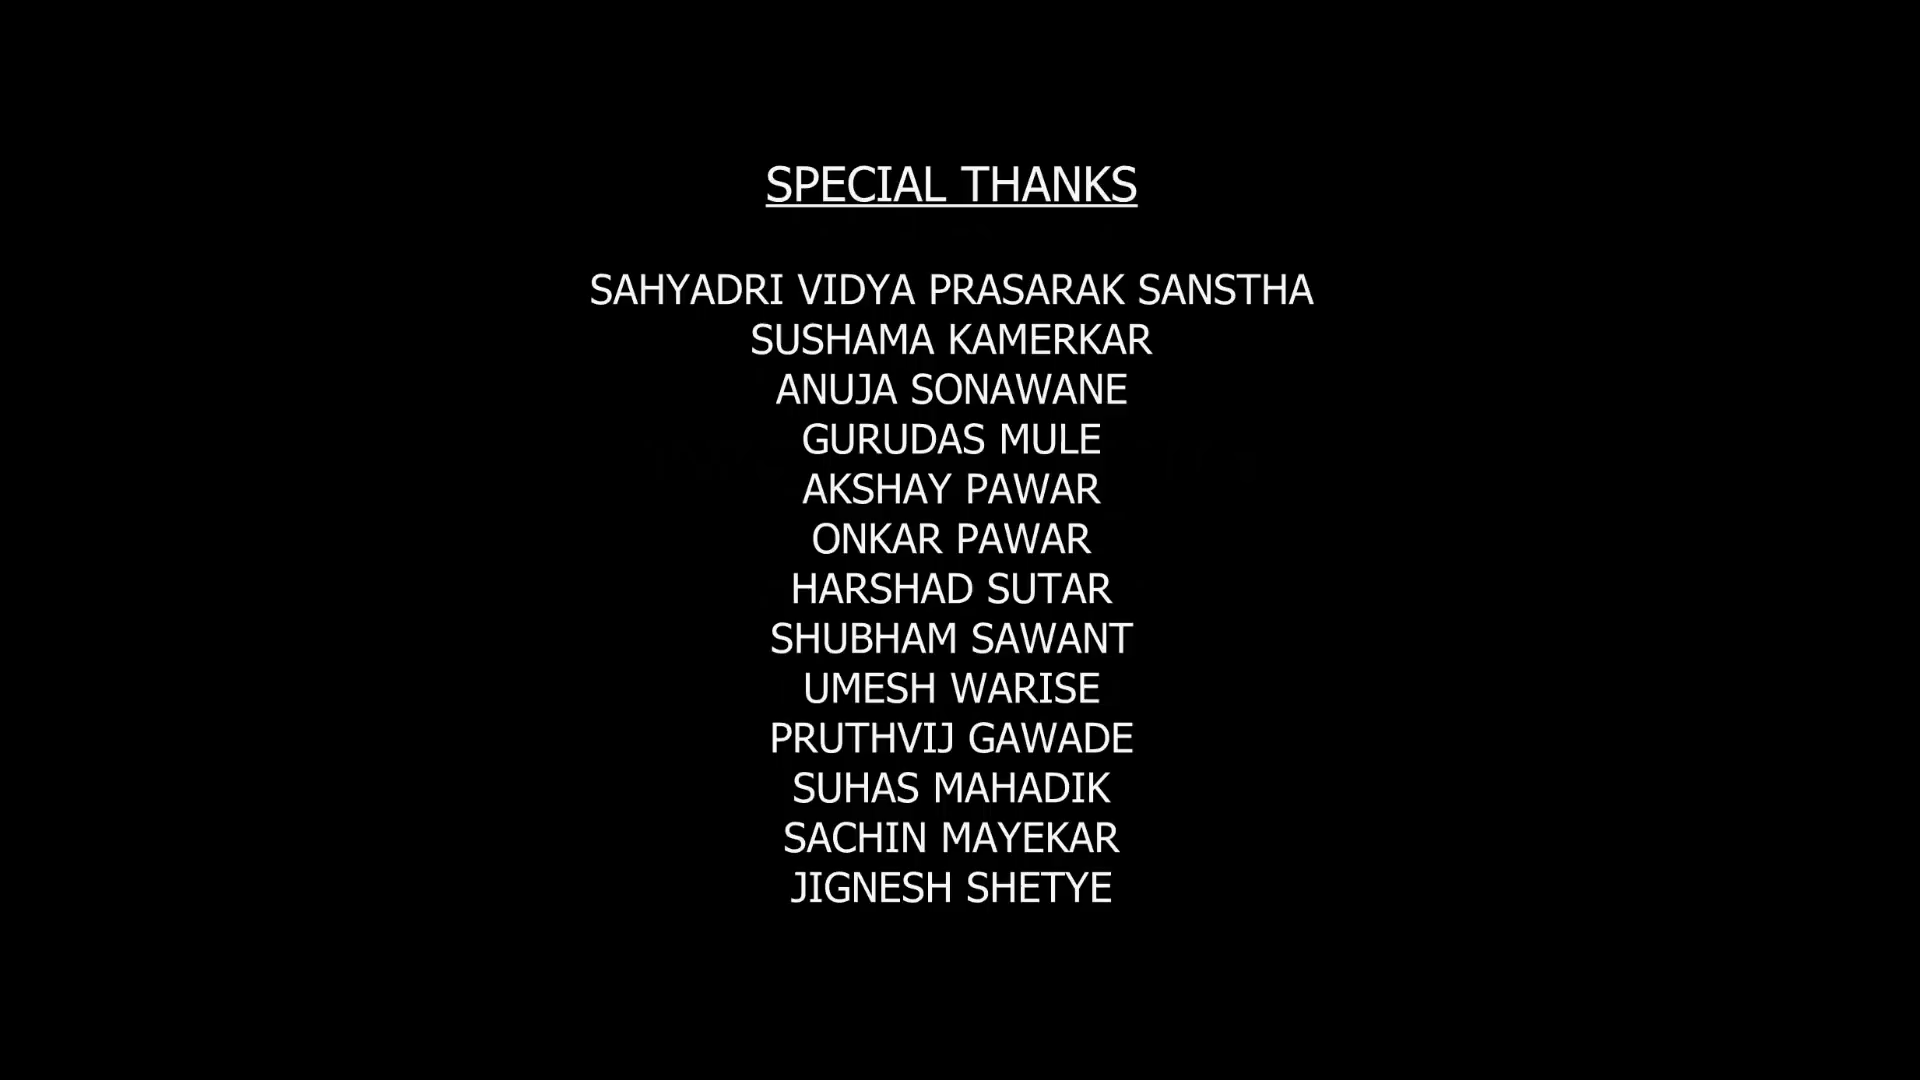 SPECIAL THANKS
SAHYADRI VIDYA PRASARAK SANSTHA
SUSHAMA KAMERKAR
ANUJA SONAWANE
GURUDAS MULE
AKSHAY PAWAR
ONKAR PAWAR
HARSHAD SUTAR
SHUBHAM SAWANT
UMESH WARISE
PRUTHVIJ GAWADE
SUHAS MAHADIK
SACHIN MAYEKAR
JIGNESH SHETYE